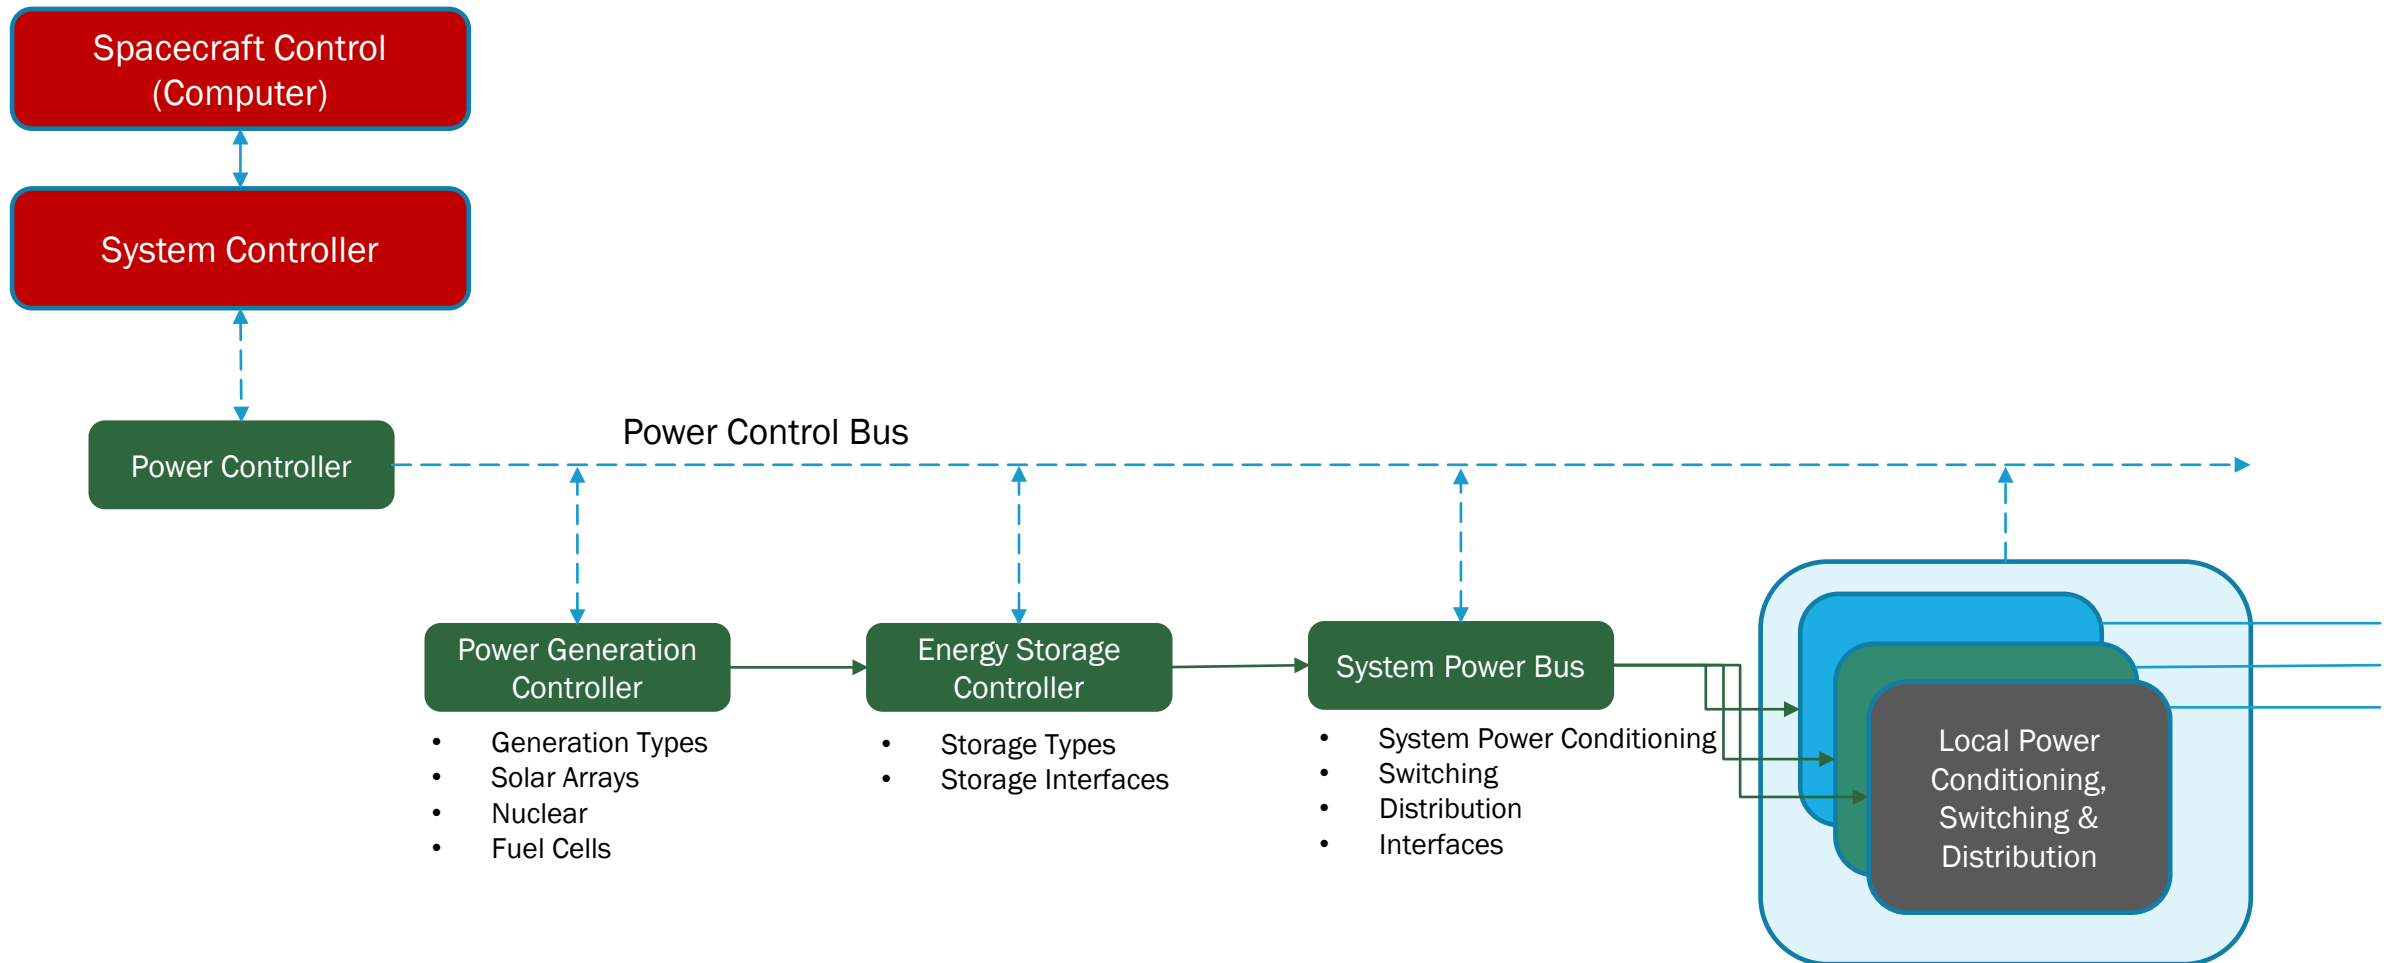 Spacecraft Control
(Computer)
System Controller
Power Control Bus
Power Controller
Power Generation
Controller
• Generation Types
• Solar Arrays
• Nuclear
• Fuel Cells
Energy Storage
Controller
• Storage Types
• Storage Interfaces
System Power Bus
• System Power Conditioning
• Switching
• Distribution
• Interfaces
Local Power
Conditioning,
Switching &
Distribution